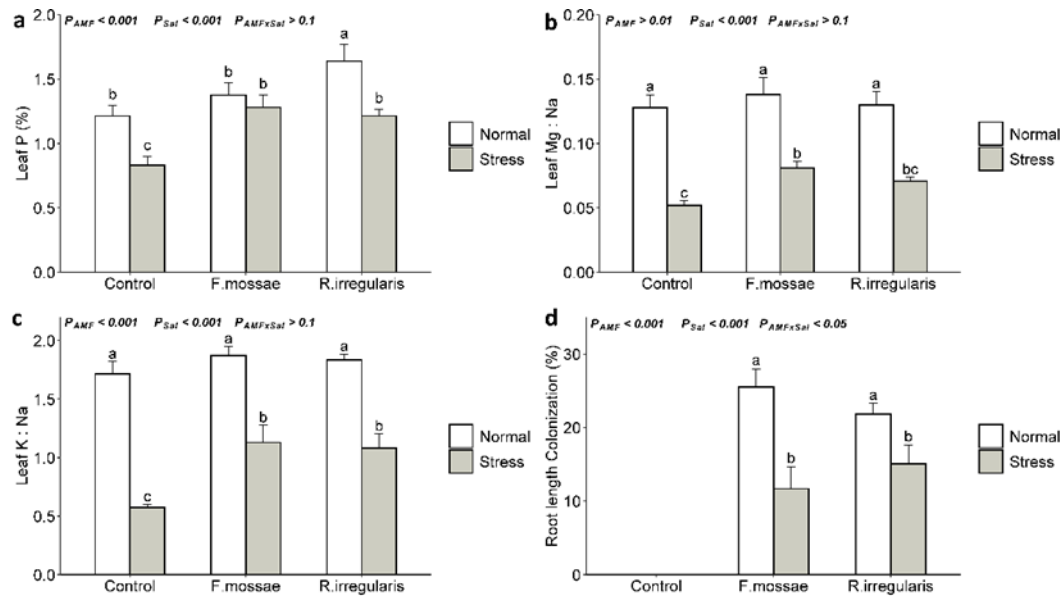 a
P_AMF < 0.001 P_Sal < 0.001 P_AMFxSal > 0.1
Leaf P (%)
2.0
1.5
1.0
0.5
0.0
b
c
b
b
a
b
Control F.mossae R.irregularis
Normal
Stress
b
P_AMF > 0.01 P_Sal < 0.001 P_AMFxSal > 0.1
Leaf Mg : Na
0.20
0.15
0.10
0.05
0.00
a
c
a
b
a
bc
Control F.mossae R.irregularis
Normal
Stress
c
P_AMF < 0.001 P_Sal < 0.001 P_AMFxSal > 0.1
Leaf K : Na
2.0
1.5
1.0
0.5
0.0
a
c
a
b
a
b
Control F.mossae R.irregularis
Normal
Stress
d
P_AMF < 0.001 P_Sal < 0.001 P_AMFxSal < 0.05
Root length Colonization (%)
30
20
10
0
a
b
a
b
Control F.mossae R.irregularis
Normal
Stress